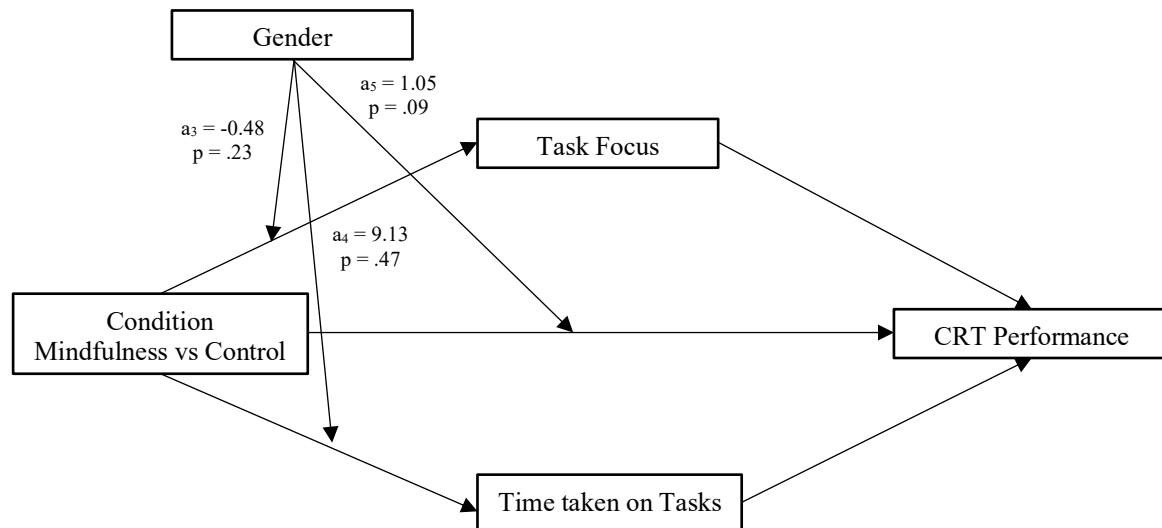 Gender
a₅ = 1.05
p = .09
a₃ = -0.48
p = .23
Task Focus
a₄ = 9.13
p = .47
Condition
Mindfulness vs Control
CRT Performance
Time taken on Tasks